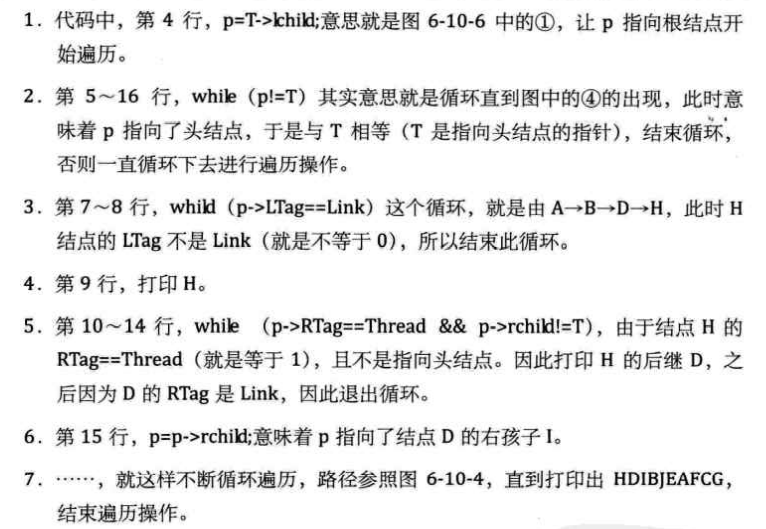 1．代码中，第 4 行，p=T->lchild;意思就是图 6-10-6 中的①，让 p 指向根结点开
始遍历。
2．第 5～16 行，while（p!=T）其实意思就是循环直到图中的④的出现，此时意
味着 p 指向了头结点，于是与 T 相等（T 是指向头结点的指针），结束循环，
否则一直循环下去进行遍历操作。
3．第 7～8 行，whild（p->LTag==Link）这个循环，就是由 A→B→D→H，此时 H
结点的 LTag 不是 Link（就是不等于 0），所以结束此循环。
4．第 9 行，打印 H。
5．第 10～14 行，while （p->RTag==Thread && p->rchild!=T），由于结点 H 的
RTag==Thread（就是等于 1），且不是指向头结点。因此打印 H 的后继 D，之
后因为 D 的 RTag 是 Link，因此退出循环。
6．第 15 行，p=p->rchild;意味着 p 指向了结点 D 的右孩子 I。
7．……，就这样不断循环遍历，路径参照图 6-10-4，直到打印出 HDIBJEAFCG，
结束遍历操作。